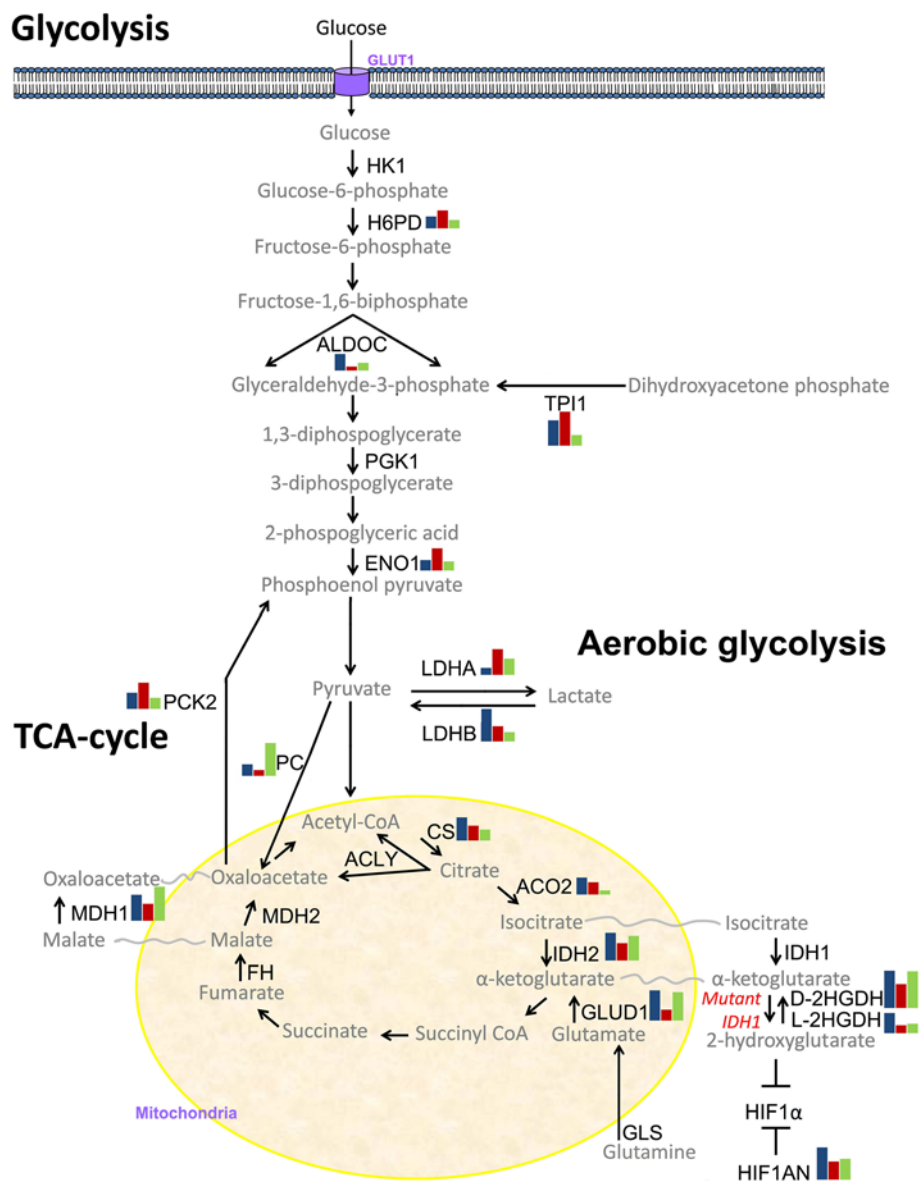 Glycolysis
Glucose
GLUT1
Glucose
HK1
Glucose-6-phosphate
H6PD
Fructose-6-phosphate
Fructose-1,6-biphosphate
ALDOC
Glyceraldehyde-3-phosphate
Dihydroxyacetone phosphate
TPI1
1,3-diphospoglycerate
PGK1
3-diphospoglycerate
2-phospoglyceric acid
ENO1
Phosphoenol pyruvate
Aerobic glycolysis
LDHA
PCK2
Pyruvate
Lactate
TCA-cycle
LDHB
PC
Acetyl-CoA
CS
ACLY
Citrate
Oxaloacetate
Oxaloacetate
ACO2
MDH1
MDH2
Isocitrate
Isocitrate
Malate
Malate
IDH2
IDH1
FH
α-ketoglutarate
α-ketoglutarate
Fumarate
Mutant
D-2HGDH
GLUD1
IDH1
L-2HGDH
Succinate
Succinyl CoA
Glutamate
2-hydroxyglutarate
Mitochondria
HIF1α
GLS
Glutamine
HIF1AN